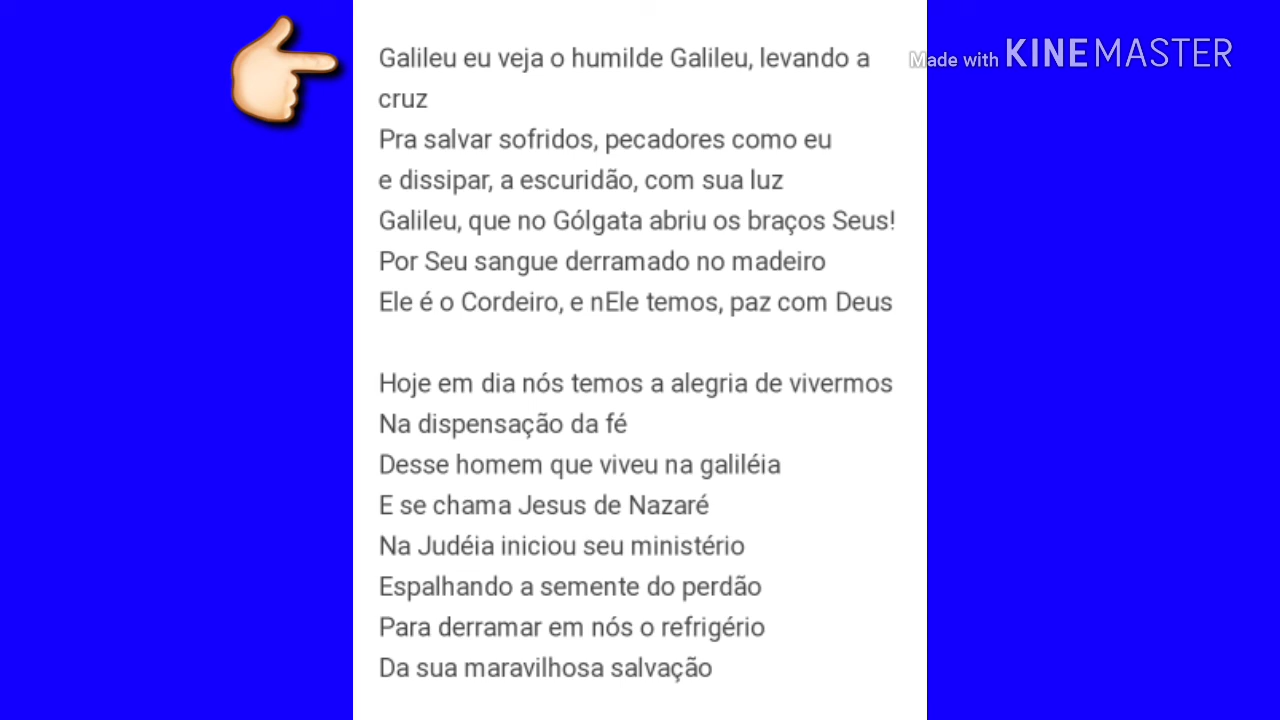 Galileu eu veja o humilde Galileu, levando a
cruz
Pra salvar sofridos, pecadores como eu
e dissipar, a escuridão, com sua luz
Galileu, que no Gólgata abriu os braços Seus!
Por Seu sangue derramado no madeiro
Ele é o Cordeiro, e nEle temos, paz com Deus
Hoje em dia nós temos a alegria de vivermos
Na dispensação da fé
Desse homem que viveu na galiléia
E se chama Jesus de Nazaré
Na Judéia iniciou seu ministério
Espalhando a semente do perdão
Para derramar em nós o refrigério
Da sua maravilhosa salvação
Made with KINEMASTER